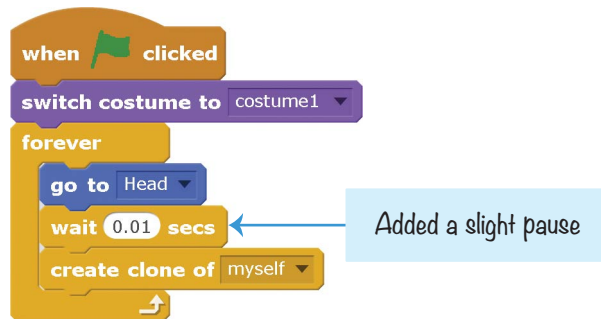 when clicked
switch costume to costume1
forever
go to Head
wait 0.01 secs
Added a slight pause
create clone of myself